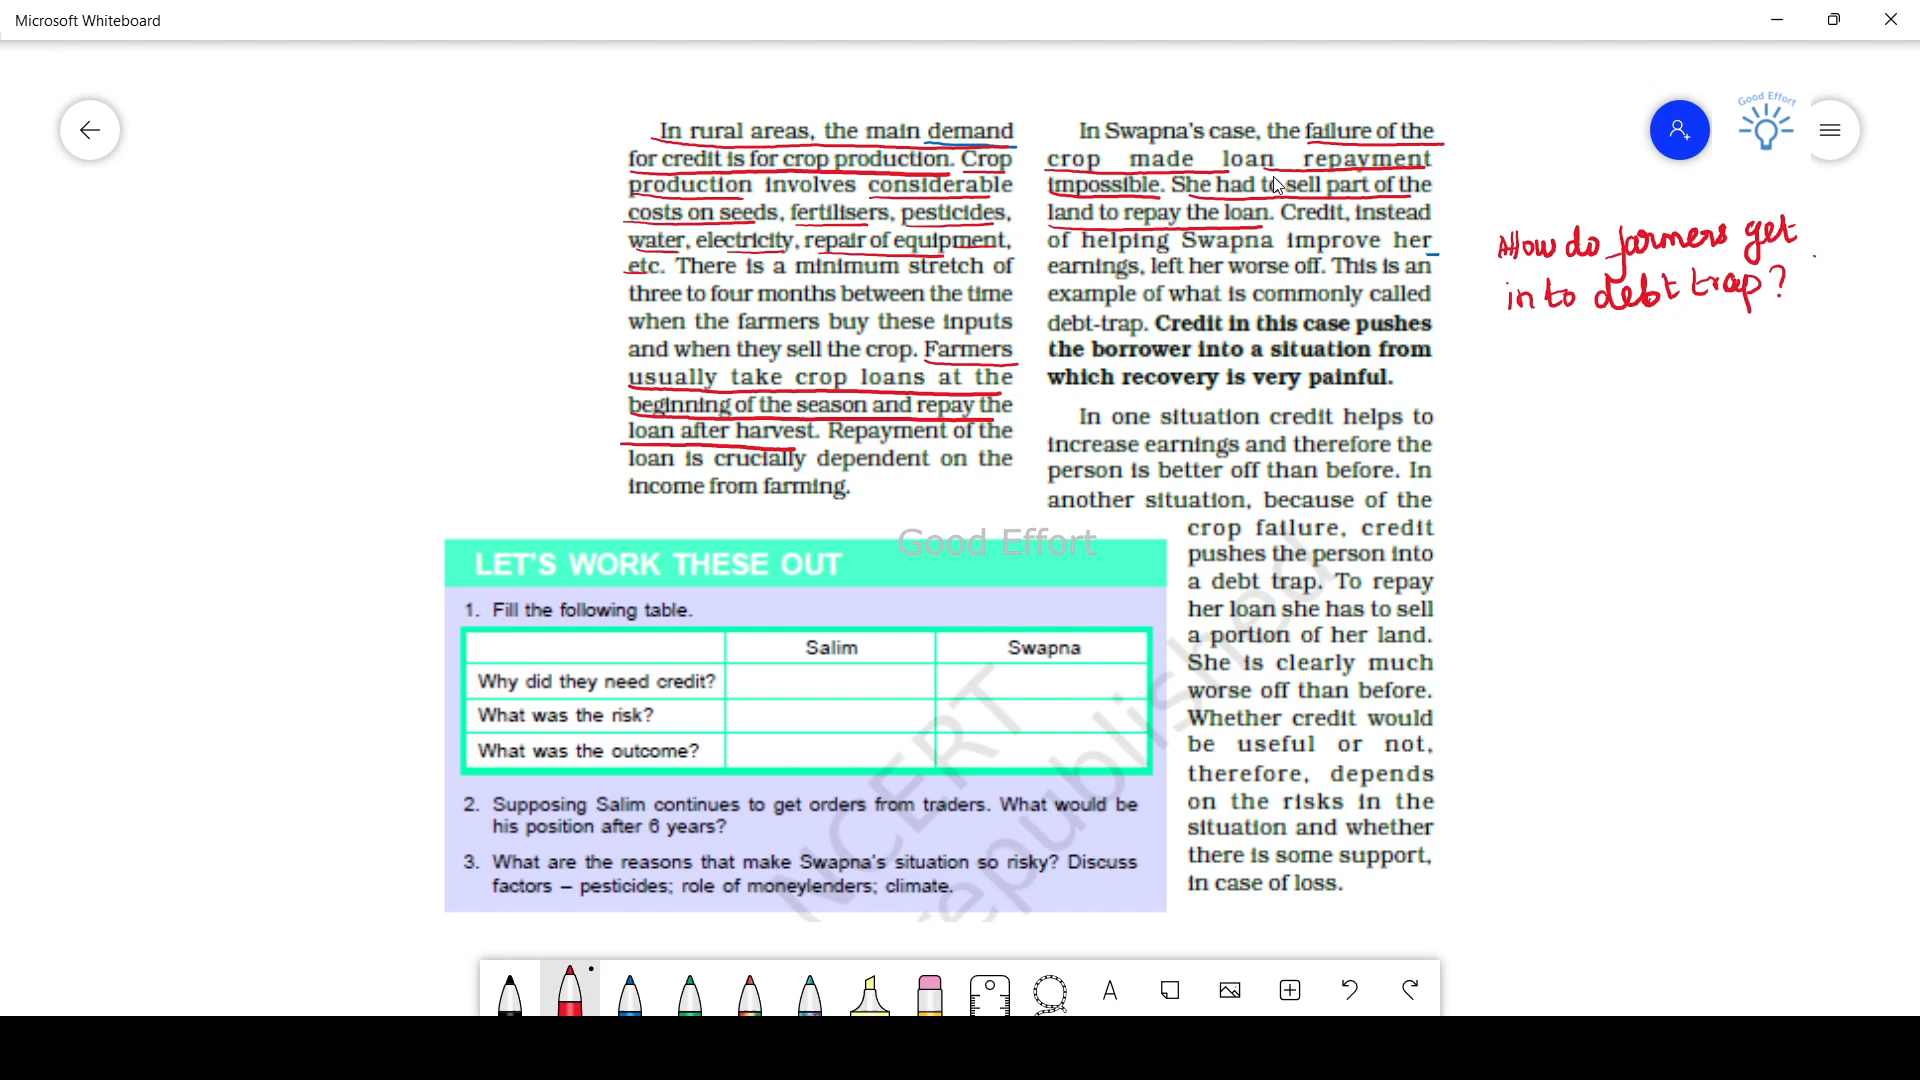 Microsoft Whiteboard
Good Effort
In rural areas, the main demand
for credit is for crop production. Crop
production involves considerable
costs on seeds, fertilisers, pesticides,
water, electricity, repair of equipment,
etc. There is a minimum stretch of
three to four months between the time
when the farmers buy these inputs
and when they sell the crop. Farmers
usually take crop loans at the
beginning of the season and repay the
loan after harvest. Repayment of the
loan is crucially dependent on the
income from farming.
In Swapna's case, the failure of the
crop made loan repayment
impossible. She had to sell part of the
land to repay the loan. Credit, instead
of helping Swapna improve her
earnings, left her worse off. This is an
example of what is commonly called
debt-trap. Credit in this case pushes
the borrower into a situation from
which recovery is very painful.
In one situation credit helps to
increase earnings and therefore the
person is better off than before. In
another situation, because of the
crop failure, credit
pushes the person into
a debt trap. To repay
her loan she has to sell
a portion of her land.
She is clearly much
worse off than before.
Whether credit would
be useful or not,
therefore, depends
on the risks in the
situation and whether
there is some support,
in case of loss.
How do farmers get
in to debt trap?
Good Effort
LET'S WORK THESE OUT
1. Fill the following table.
Salim Swapna
Why did they need credit?
What was the risk?
What was the outcome?
2. Supposing Salim continues to get orders from traders. What would be
his position after 6 years?
3. What are the reasons that make Swapna's situation so risky? Discuss
factors – pesticides; role of moneylenders; climate.
NCERT
republished